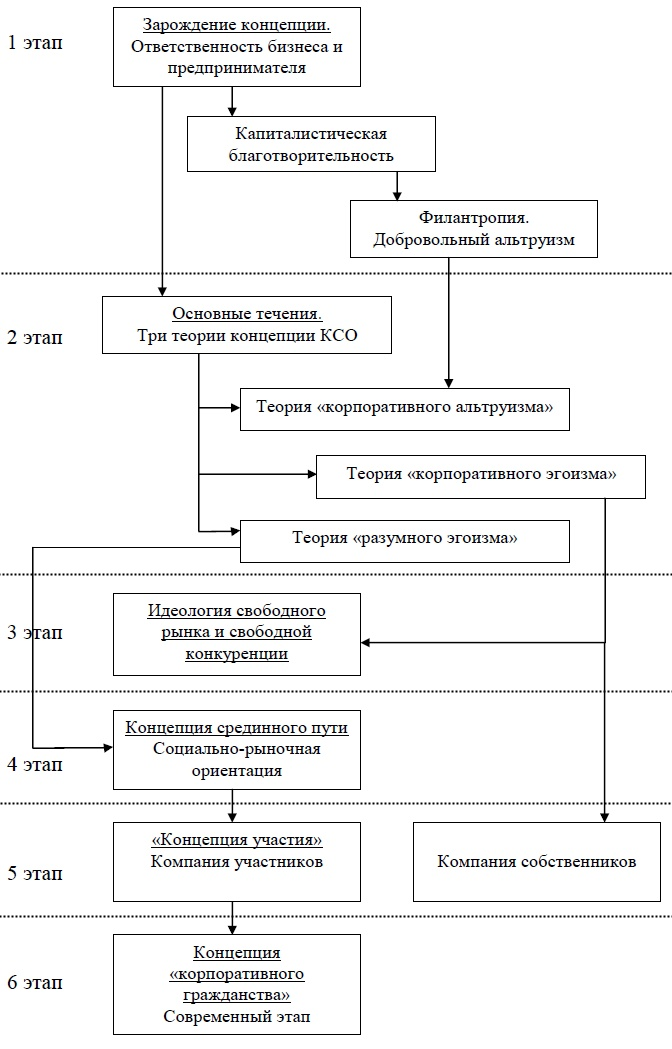 1 этап
Зарождение концепции.
Ответственность бизнеса и
предпринимателя
Капиталистическая
благотворительность
Филантропия.
Добровольный альтруизм
2 этап
Основные течения.
Три теории концепции КСО
Теория «корпоративного альтруизма»
Теория «корпоративного эгоизма»
Теория «разумного эгоизма»
3 этап
Идеология свободного
рынка и свободной
конкуренции
4 этап
Концепция срединного пути
Социально-рыночная
ориентация
5 этап
«Концепция участия»
Компания участников
Компания собственников
6 этап
Концепция
«корпоративного
гражданства»
Современный этап